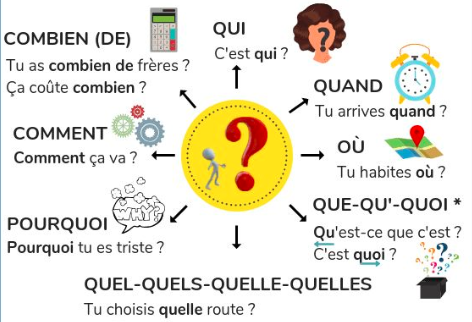 COMBIEN (DE)
Tu as combien de frères ?
Ça coûte combien ?
QUI
C'est qui ?
QUAND
Tu arrives quand ?
COMMENT
Comment ça va ?
OÙ
Tu habites où ?
POURQUOI
Pourquoi tu es triste ?
WHY?
QUE-QU'-QUOI *
Qu'est-ce que c'est ?
C'est quoi ?
QUEL-QUELS-QUELLE-QUELLES
Tu choisis quelle route ?